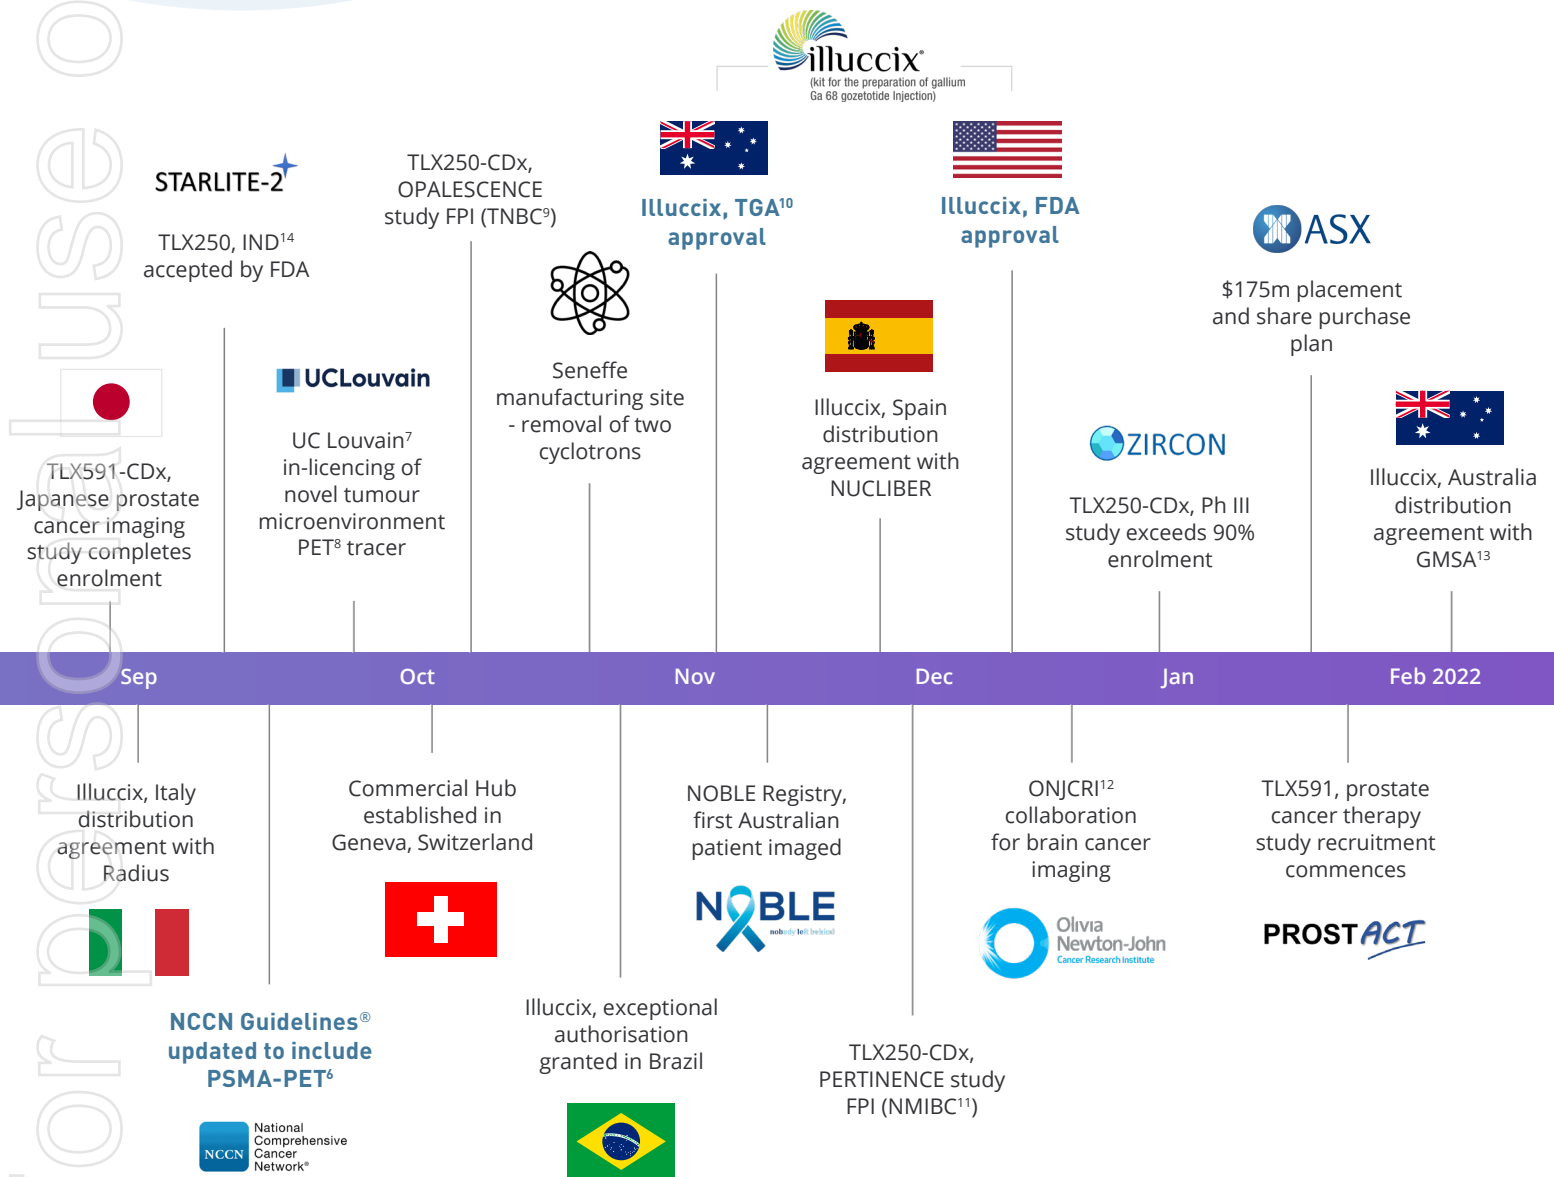 illuccix®
(kit for the preparation of gallium
Ga 68 gozetotide Injection)
STARLITE-2
TLX250, IND14
accepted by FDA
TLX250-CDx,
OPALESCENCE
study FPI (TNBC9)
Illuccix, TGA10
approval
Illuccix, FDA
approval
ASX
$175m placement
and share purchase
plan
TLX591-CDx,
Japanese prostate
cancer imaging
study completes
enrolment
UCLouvain
UC Louvain7
in-licencing of
novel tumour
microenvironment
PET8 tracer
Seneffe
manufacturing site
- removal of two
cyclotrons
Illuccix, Spain
distribution
agreement with
NUCLIBER
ZIRCON
TLX250-CDx, Ph III
study exceeds 90%
enrolment
Illuccix, Australia
distribution
agreement with
GMSA13
Sep
Oct
Nov
Dec
Jan
Feb 2022
Illuccix, Italy
distribution
agreement with
Radius
NCCN Guidelines®
updated to include
PSMA-PET6
NCCN
National
Comprehensive
Cancer
Network®
Commercial Hub
established in
Geneva, Switzerland
Illuccix, exceptional
authorisation
granted in Brazil
NOBLE Registry,
first Australian
patient imaged
NOBLE
nobody left behind
TLX250-CDx,
PERTINENCE study
FPI (NMIBC11)
ONJCRI12
collaboration
for brain cancer
imaging
Olivia
Newton-John
Cancer Research Institute
TLX591, prostate
cancer therapy
study recruitment
commences
PROSTACT
or personal use o